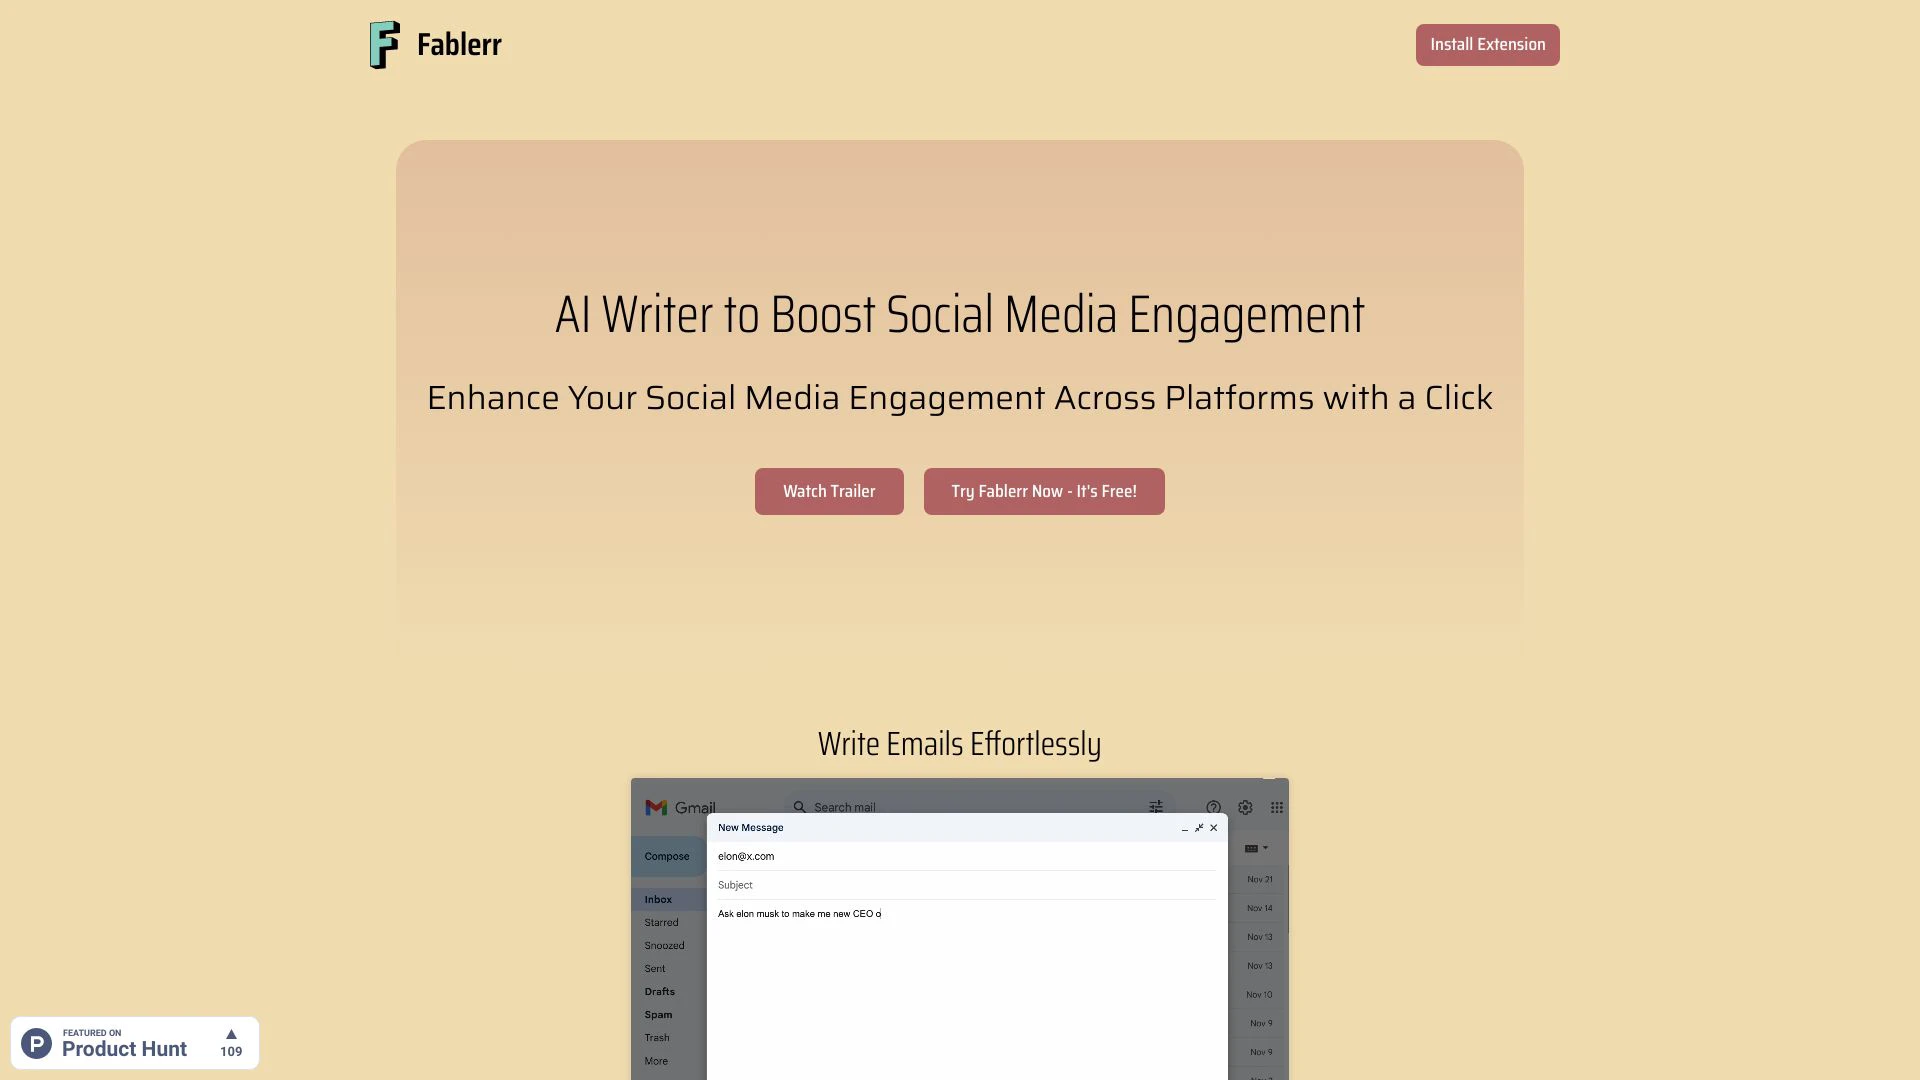 Fablerr
Install Extension
AI Writer to Boost Social Media Engagement
Enhance Your Social Media Engagement Across Platforms with a Click
Watch Trailer
Try Fablerr Now - It's Free!
Write Emails Effortlessly
Gmail
Search mail
New Message
Compose
elon@x.com
Nov 21
Subject
Inbox
Nov 14
Ask elon musk to make me new CEO o
Starred
Nov 13
Snoozed
Nov 13
Sent
Nov 10
Drafts
Nov 9
Spam
Nov 9
Trash
More
FEATURED ON
Product Hunt
109